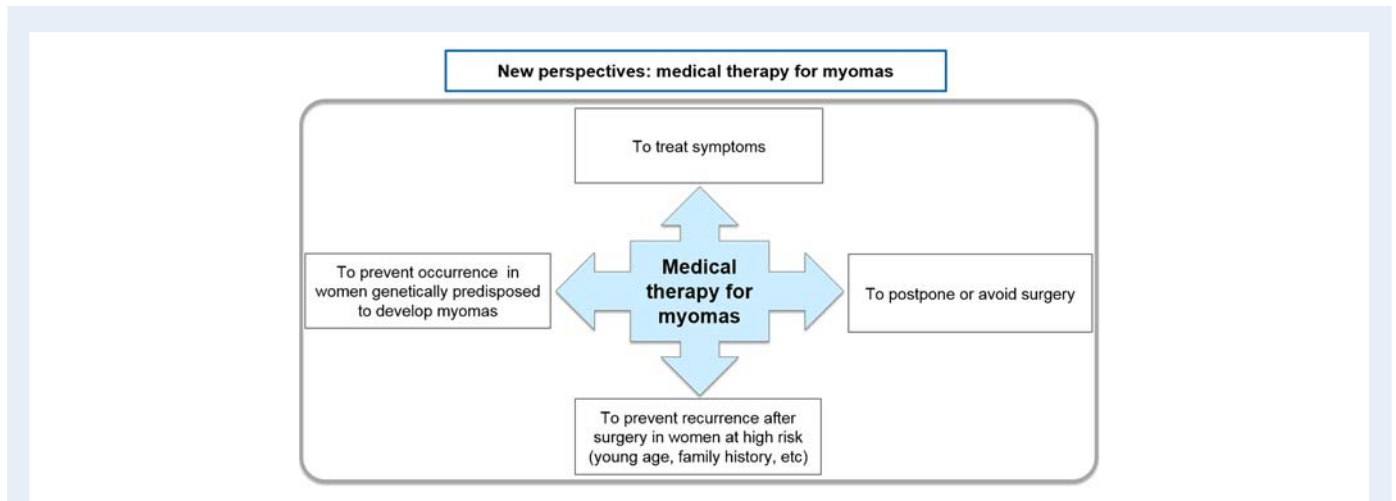 New perspectives: medical therapy for myomas
To treat symptoms
To prevent occurrence in
women genetically predisposed
to develop myomas
Medical
therapy for
myomas
To postpone or avoid surgery
To prevent recurrence after
surgery in women at high risk
(young age, family history, etc)